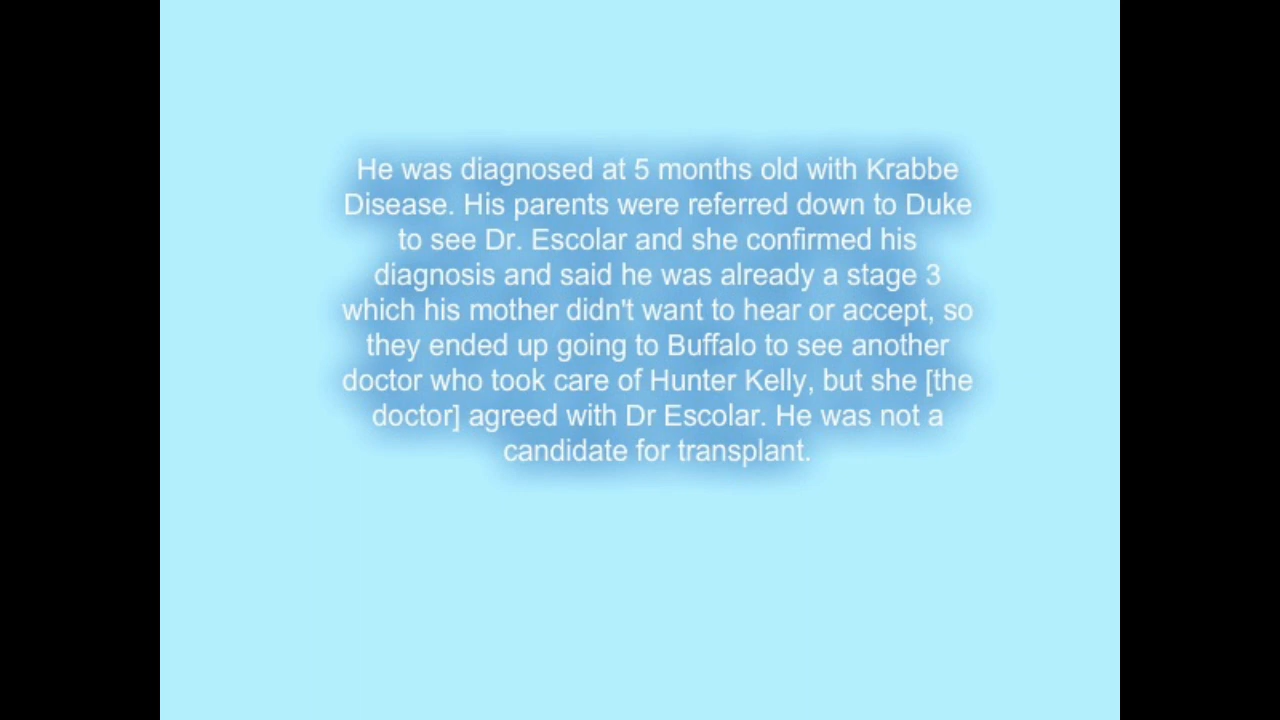 He was diagnosed at 5 months old with Krabbe
Disease. His parents were referred down to Duke
to see Dr. Escolar and she confirmed his
diagnosis and said he was already a stage 3
which his mother didn't want to hear or accept, so
they ended up going to Buffalo to see another
doctor who took care of Hunter Kelly, but she [the
doctor] agreed with Dr Escolar. He was not a
candidate for transplant.